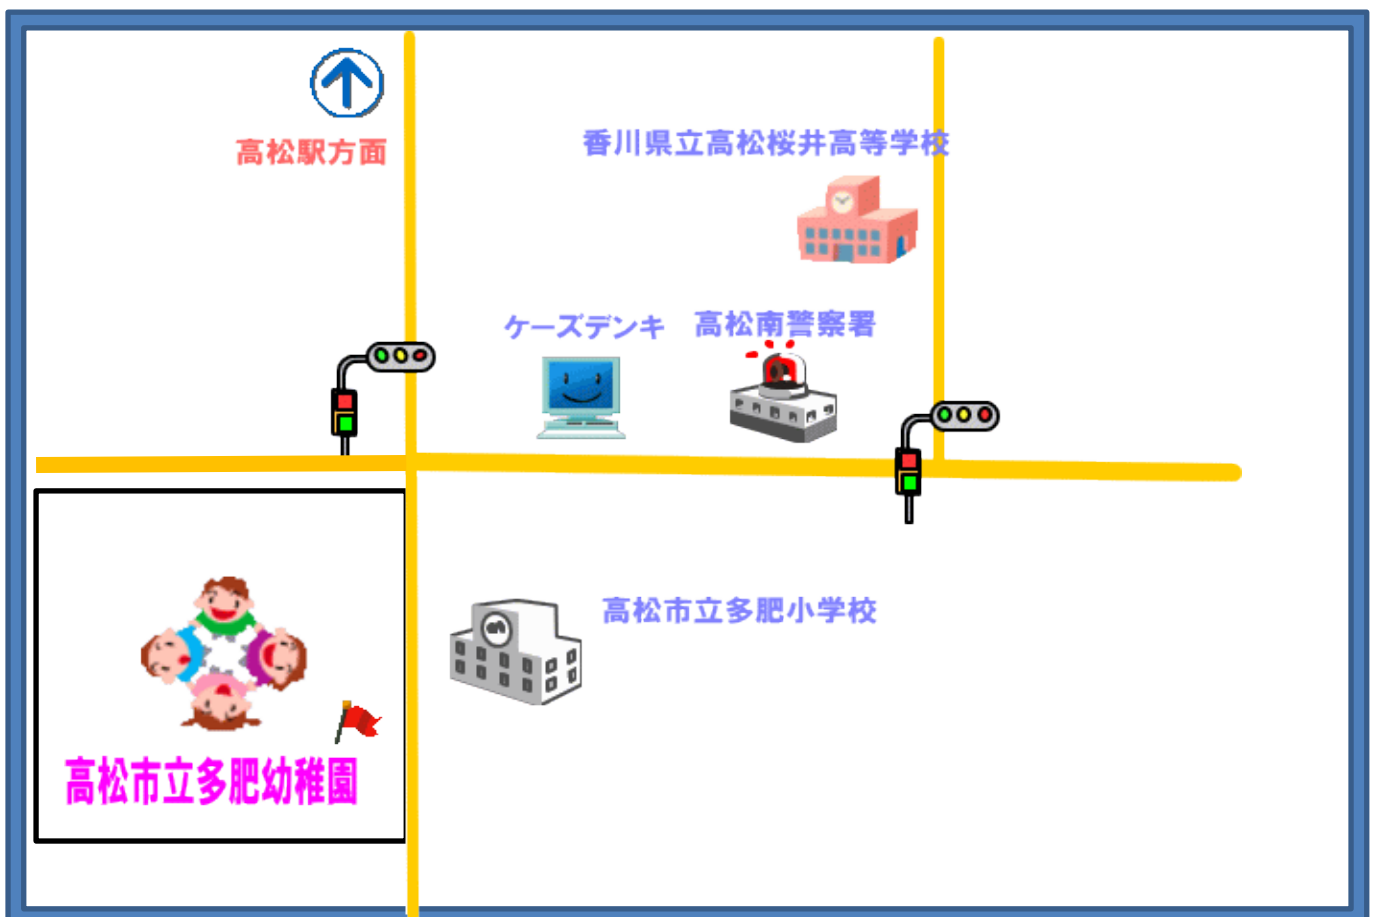 高松駅方面
香川県立高松桜井高等学校
ケーズデンキ
高松南警察署
高松市立多肥小学校
高松市立多肥幼稚園